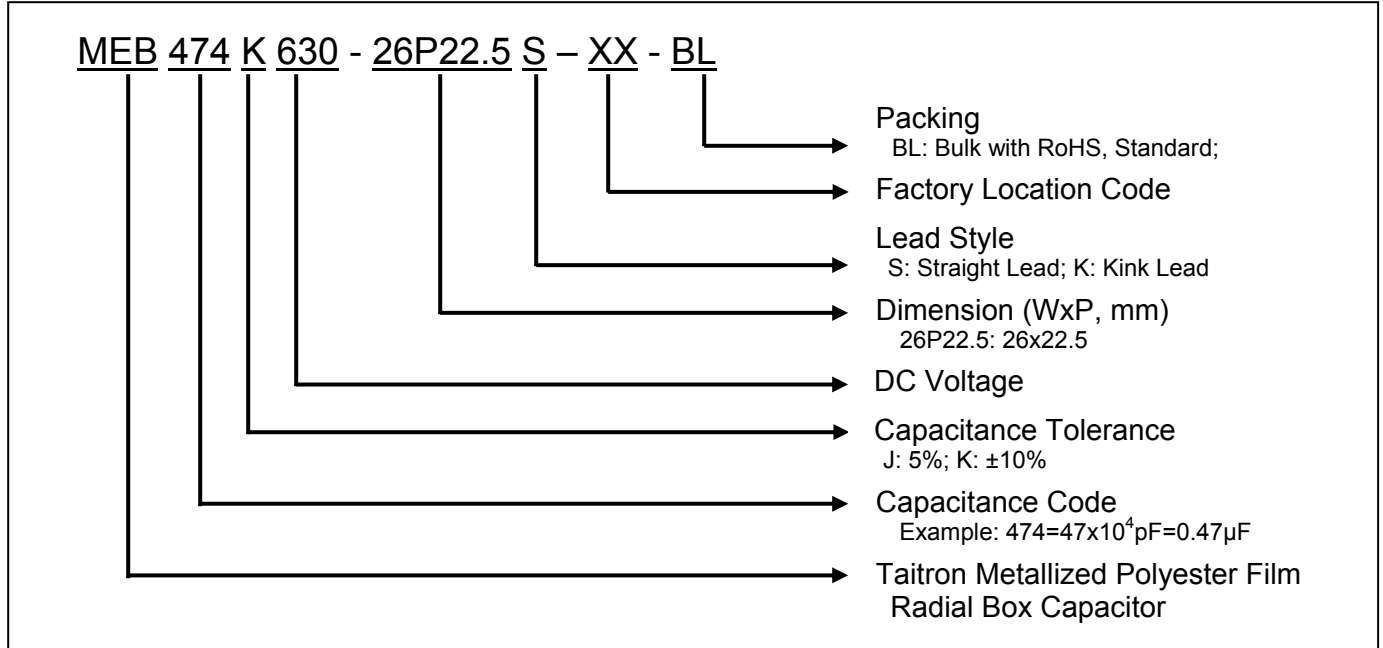 MEB 474 K 630 - 26P22.5 S – XX - BL
Packing
BL: Bulk with RoHS, Standard;
Factory Location Code
Lead Style
S: Straight Lead; K: Kink Lead
Dimension (WxP, mm)
26P22.5: 26x22.5
DC Voltage
Capacitance Tolerance
J: 5%; K: ±10%
Capacitance Code
Example: 474=47x10⁴pF=0.47µF
Taitron Metallized Polyester Film
Radial Box Capacitor